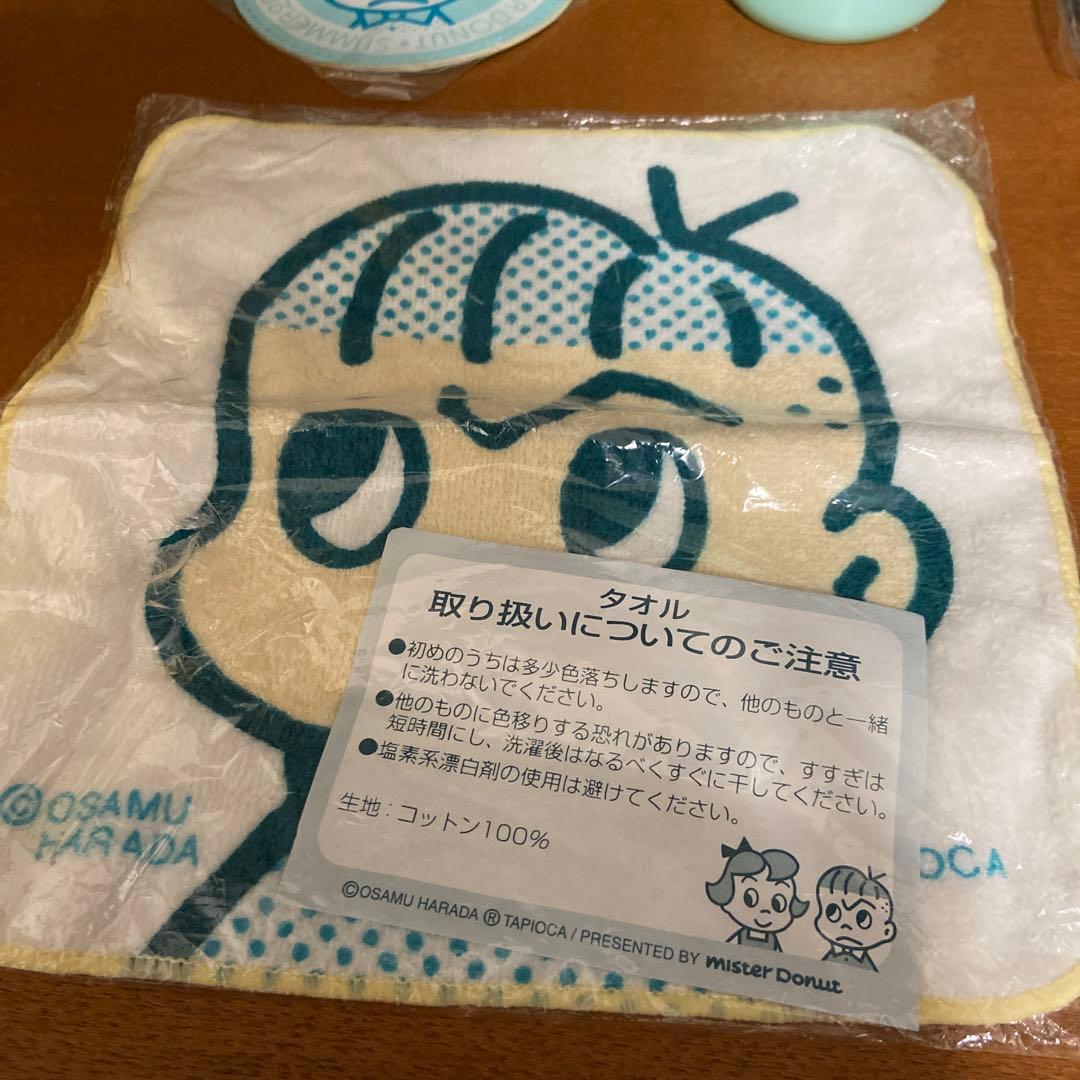 R DONUT • SUMMER
タオル
取り扱いについてのご注意
●初めのうちは多少色落ちしますので、他のものと一緒
に洗わないでください。
●他のものに色移りする恐れがありますので、すすぎは
短時間にし、洗濯後はなるべくすぐに干してください。
●塩素系漂白剤の使用は避けてください。
生地：コットン100％
©OSAMU HARADA ® TAPIOCA / PRESENTED BY mister Donut
©OSAMU
HARADA
OCA